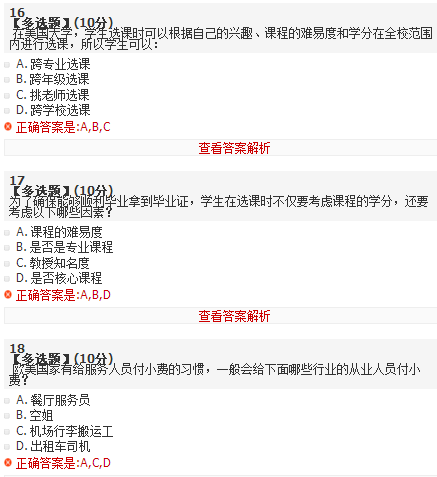 16
【多选题】(10分)
在美国大学，学生选课时可以根据自己的兴趣、课程的难易度和学分在全校范围
内进行选课，所以学生可以：
A. 跨专业选课
B. 跨年级选课
C. 挑老师选课
D. 跨学校选课
正确答案是:A,B,C
查看答案解析
17
【多选题】(10分)
为了确保能够顺利毕业拿到毕业证，学生在选课时不仅要考虑课程的学分，还要
考虑以下哪些因素？
A. 课程的难易度
B. 是否是专业课程
C. 教授知名度
D. 是否核心课程
正确答案是:A,B,D
查看答案解析
18
【多选题】(10分)
欧美国家有给服务人员付小费的习惯，一般会给下面哪些行业的从业人员付小
费？
A. 餐厅服务员
B. 空姐
C. 机场行李搬运工
D. 出租车司机
正确答案是:A,C,D